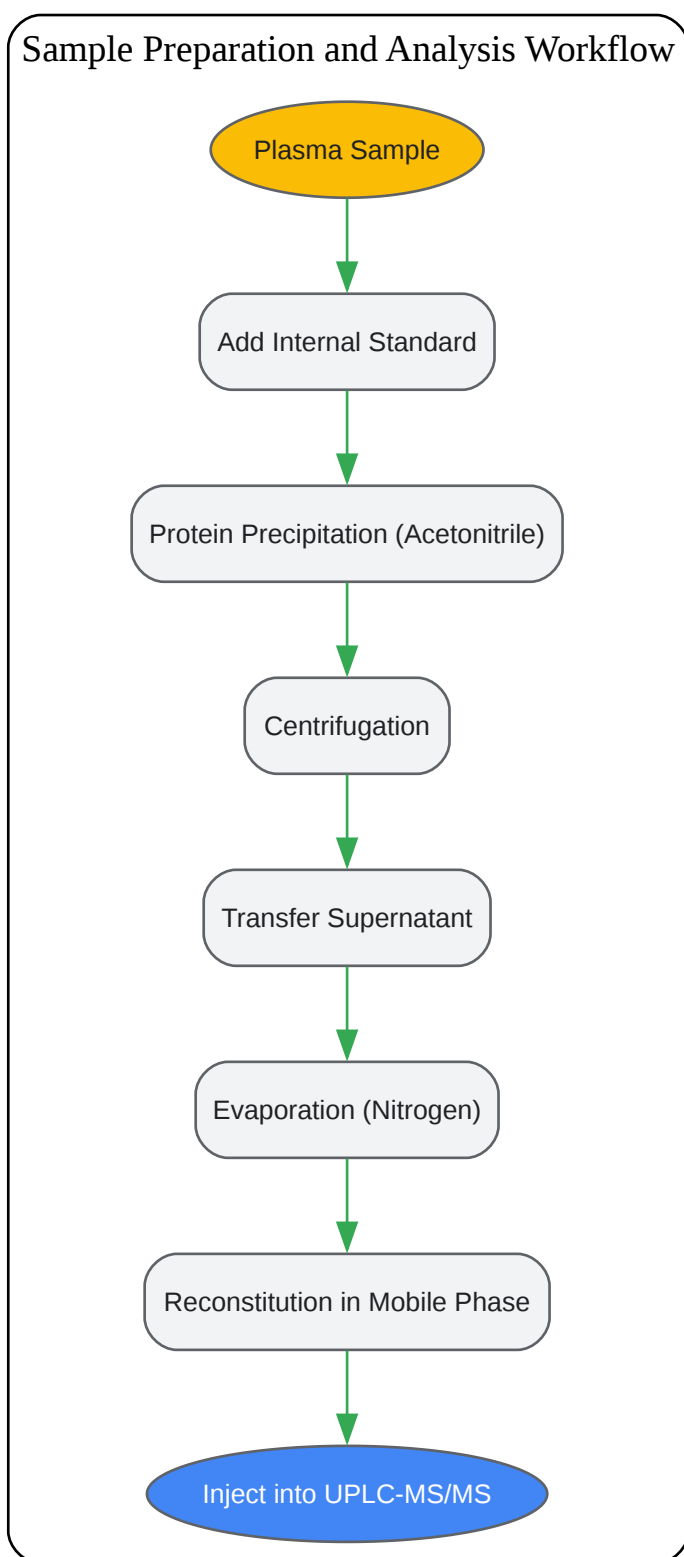 Sample Preparation and Analysis Workflow
Plasma Sample
Add Internal Standard
Protein Precipitation (Acetonitrile)
Centrifugation
Transfer Supernatant
Evaporation (Nitrogen)
Reconstitution in Mobile Phase
Inject into UPLC-MS/MS